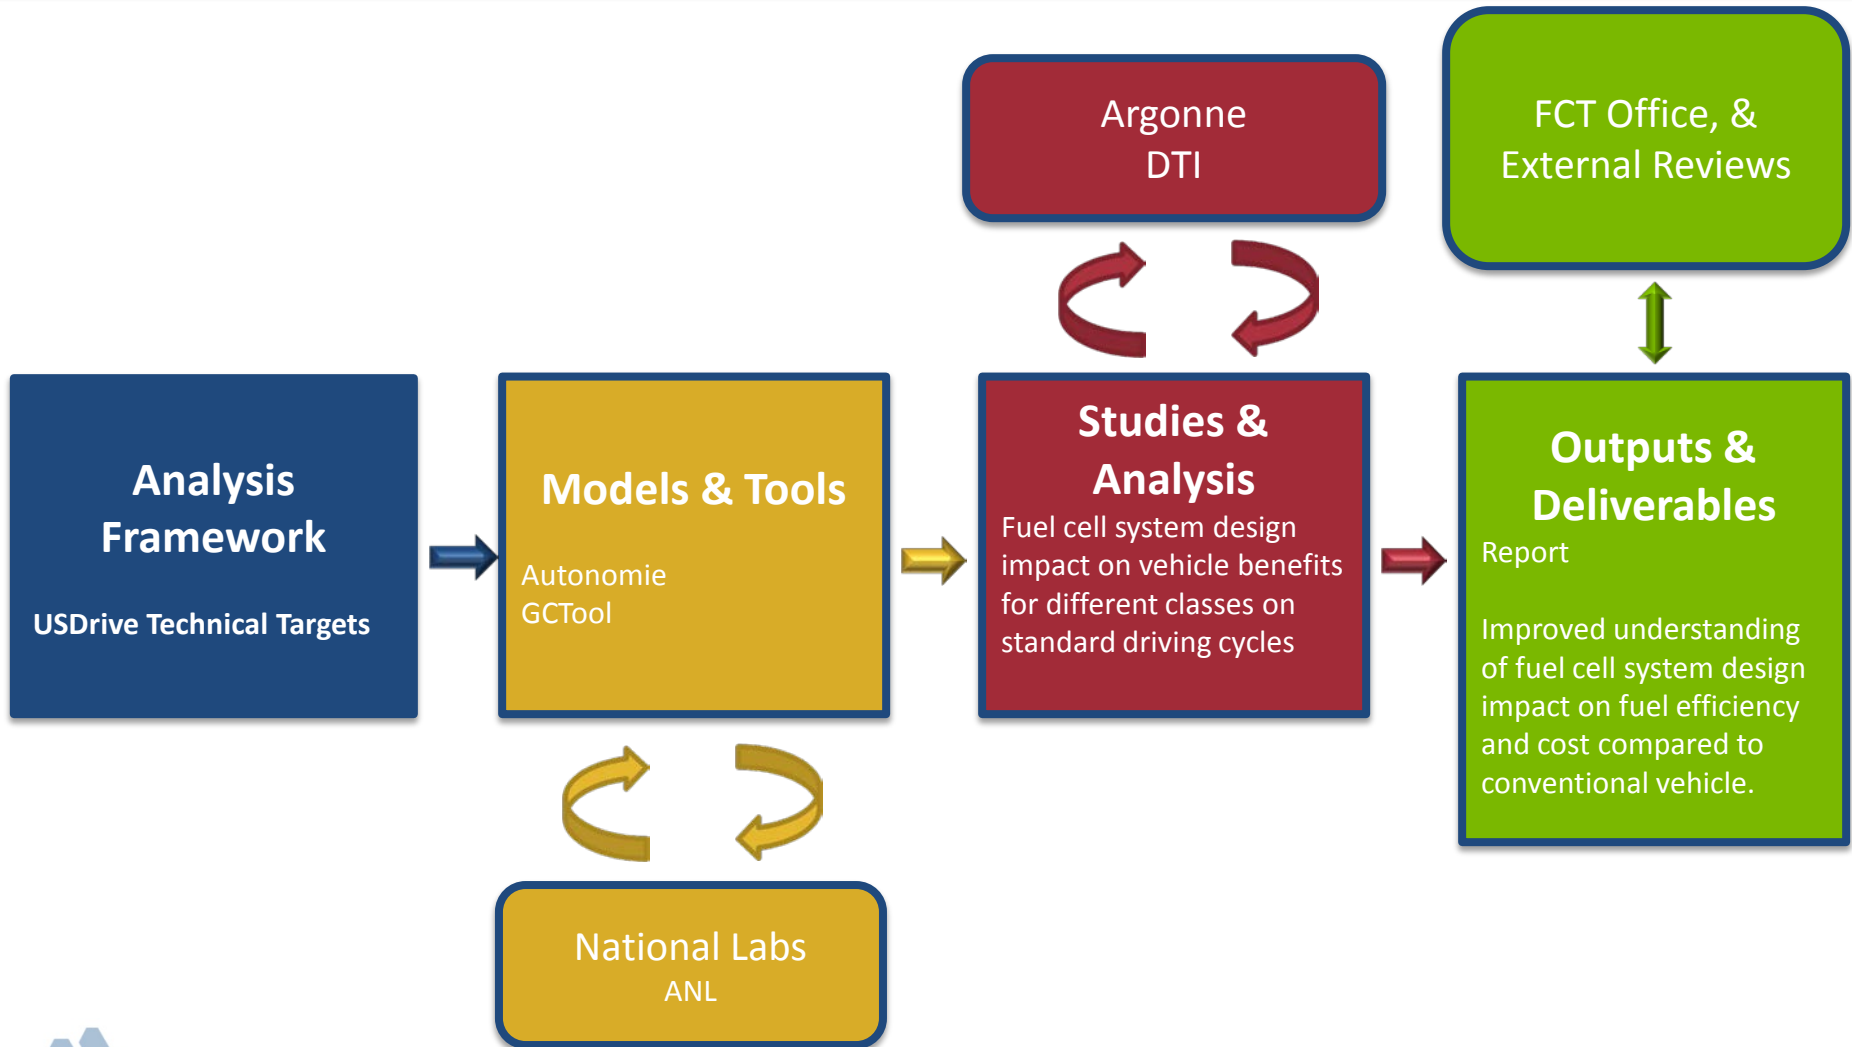 Argonne
DTI
FCT Office, &
External Reviews
Analysis
Framework
USDrive Technical Targets
Models & Tools
Autonomie
GCTool
Studies &
Analysis
Fuel cell system design
impact on vehicle benefits
for different classes on
standard driving cycles
Outputs &
Deliverables
Report
Improved understanding
of fuel cell system design
impact on fuel efficiency
and cost compared to
conventional vehicle.
National Labs
ANL